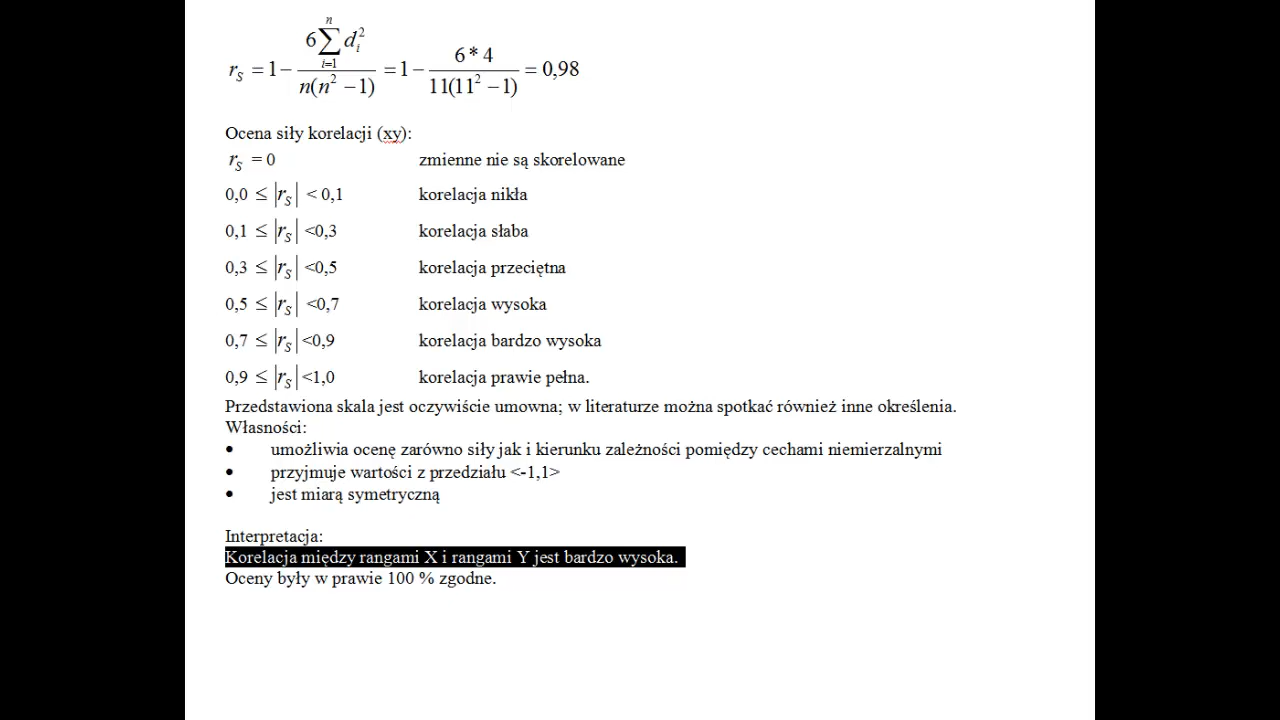 r_S = 1 − \frac{6\sum_{i=1}^{n} d_i^2}{n(n^2 − 1)} = 1 − \frac{6 * 4}{11(11^2 − 1)} = 0,98
Ocena siły korelacji (xy):
r_S = 0 zmienne nie są skorelowane
0,0 ≤ |r_S| < 0,1 korelacja nikła
0,1 ≤ |r_S| <0,3 korelacja słaba
0,3 ≤ |r_S| <0,5 korelacja przeciętna
0,5 ≤ |r_S| <0,7 korelacja wysoka
0,7 ≤ |r_S| <0,9 korelacja bardzo wysoka
0,9 ≤ |r_S| <1,0 korelacja prawie pełna.
Przedstawiona skala jest oczywiście umowna; w literaturze można spotkać również inne określenia.
Własności:
• umożliwia ocenę zarówno siły jak i kierunku zależności pomiędzy cechami niemierzalnymi
• przyjmuje wartości z przedziału <-1,1>
• jest miarą symetryczną
Interpretacja:
Korelacja między rangami X i rangami Y jest bardzo wysoka.
Oceny były w prawie 100 % zgodne.